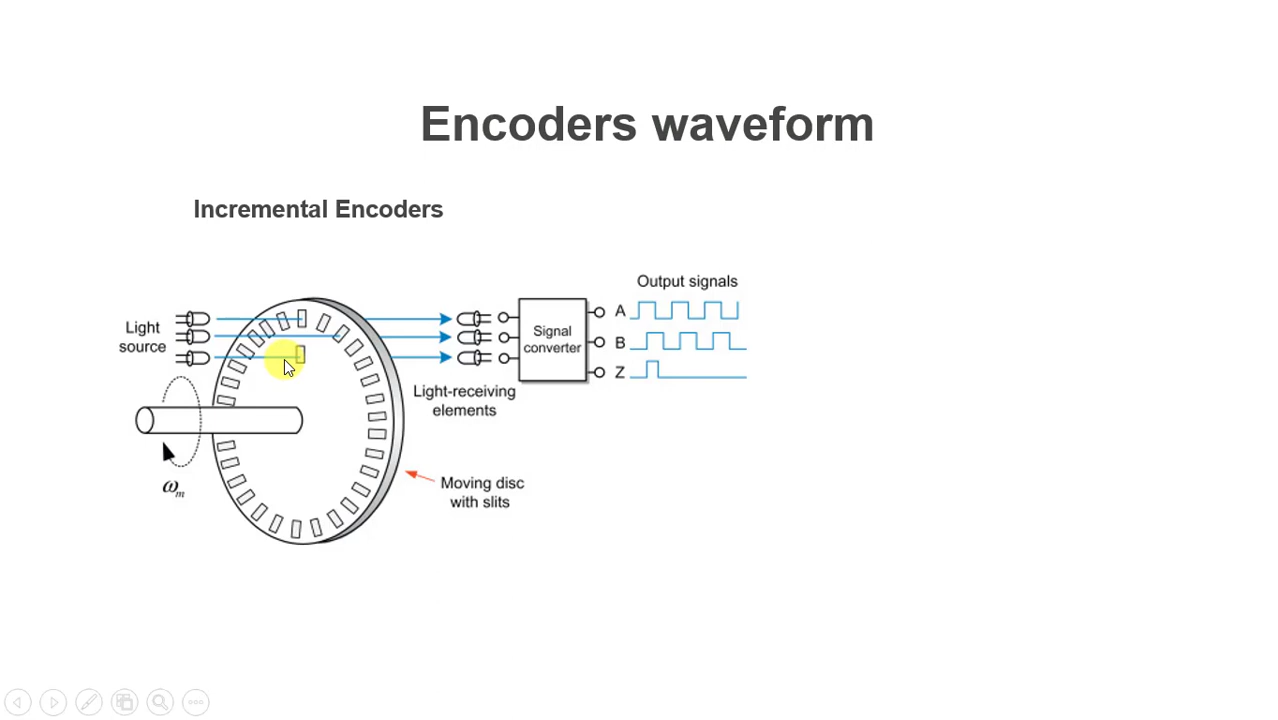 Encoders waveform
Incremental Encoders
Output signals
Light
source
Signal
converter
A
B
Z
Light-receiving
elements
ωm
Moving disc
with slits